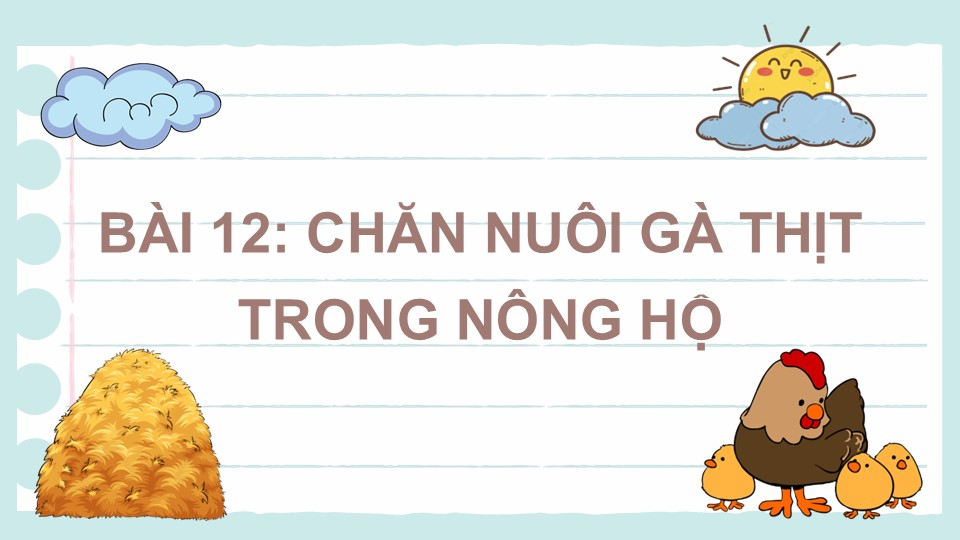 BÀI 12: CHĂN NUÔI GÀ THỊT
TRONG NÔNG HỘ